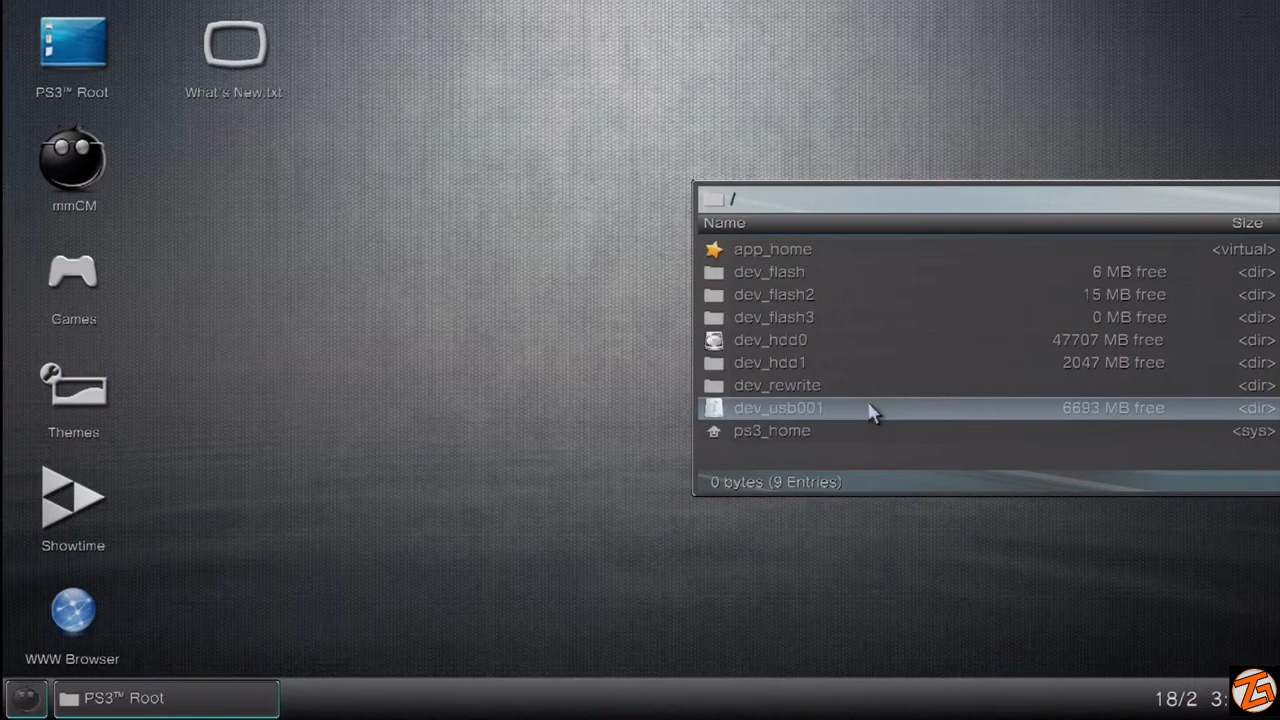 PS3™ Root
What's New.txt
mmCM
Games
Themes
Showtime
WWW Browser
/
Name Size
app_home <virtual>
dev_flash 6 MB free <dir>
dev_flash2 15 MB free <dir>
dev_flash3 0 MB free <dir>
dev_hdd0 47707 MB free <dir>
dev_hdd1 2047 MB free <dir>
dev_rewrite <dir>
dev_usb001 6693 MB free <dir>
ps3_home <sys>
0 bytes (9 Entries)
PS3™ Root
18/2 3: